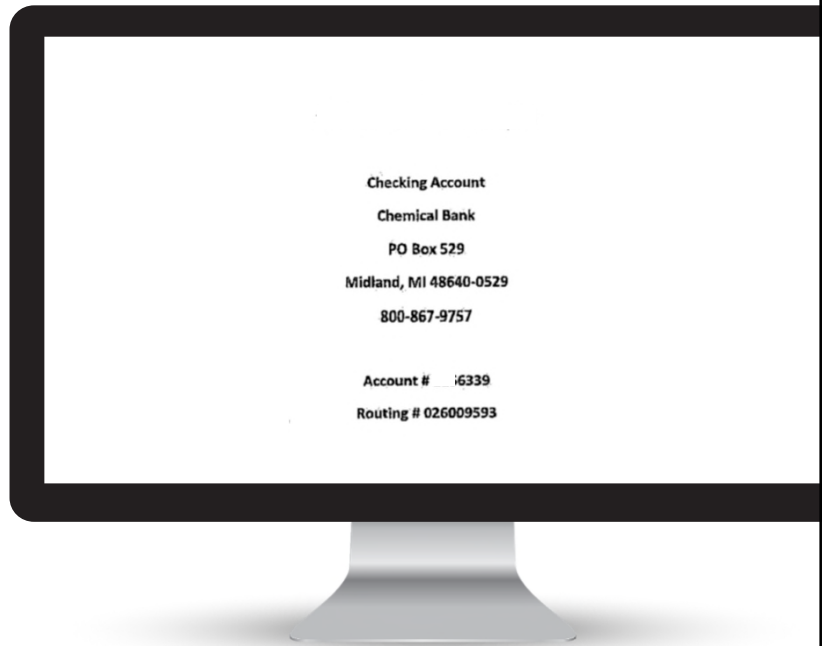 Checking Account
Chemical Bank
PO Box 529
Midland, MI 48640-0529
800-867-9757
Account # 6339
Routing # 026009593